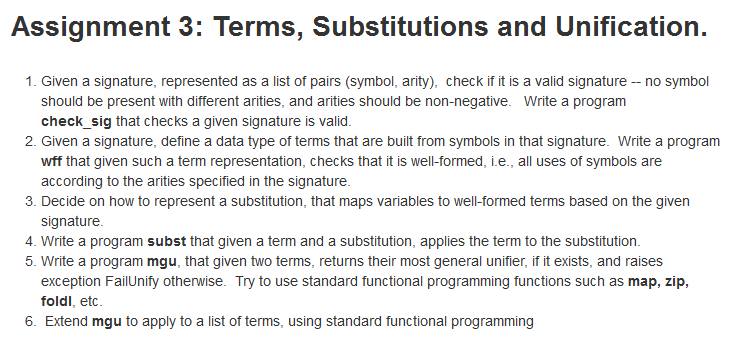 Assignment 3: Terms, Substitutions and Unification.
1. Given a signature, represented as a list of pairs (symbol, arity),  check if it is a valid signature -- no symbol
should be present with different arities, and arities should be non-negative.   Write a program
check_sig that checks a given signature is valid.
2. Given a signature, define a data type of terms that are built from symbols in that signature.  Write a program
wff that given such a term representation, checks that it is well-formed, i.e., all uses of symbols are
according to the arities specified in the signature.
3. Decide on how to represent a substitution, that maps variables to well-formed terms based on the given
signature.
4. Write a program subst that given a term and a substitution, applies the term to the substitution.
5. Write a program mgu, that given two terms, returns their most general unifier, if it exists, and raises
exception FailUnify otherwise.  Try to use standard functional programming functions such as map, zip,
foldl, etc.
6.  Extend mgu to apply to a list of terms, using standard functional programming